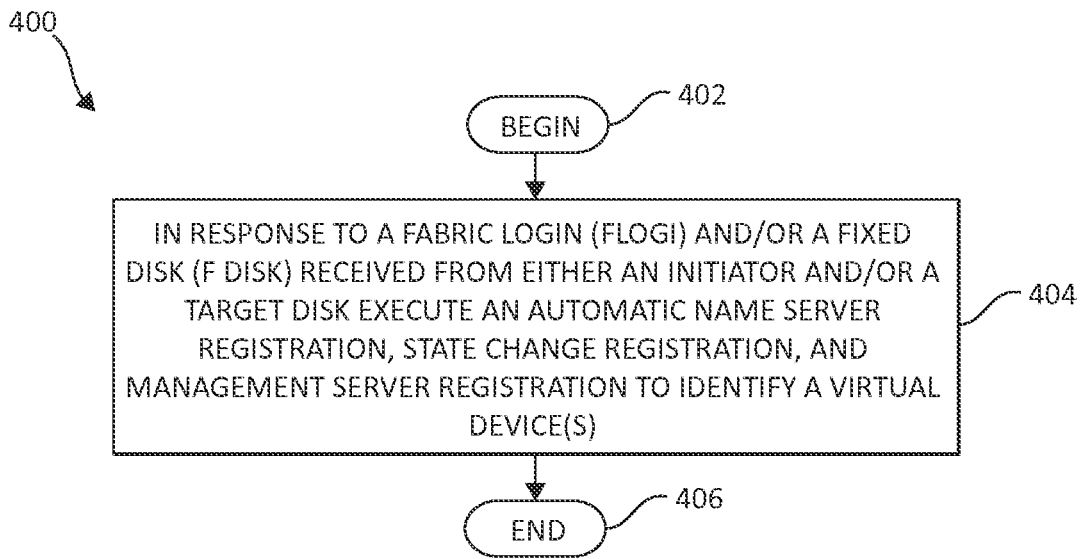 400
402
BEGIN
IN RESPONSE TO A FABRIC LOGIN (FLOGI) AND/OR A FIXED
DISK (F DISK) RECEIVED FROM EITHER AN INITIATOR AND/OR A
TARGET DISK EXECUTE AN AUTOMATIC NAME SERVER
REGISTRATION, STATE CHANGE REGISTRATION, AND
MANAGEMENT SERVER REGISTRATION TO IDENTIFY A VIRTUAL
DEVICE(S)
404
406
END